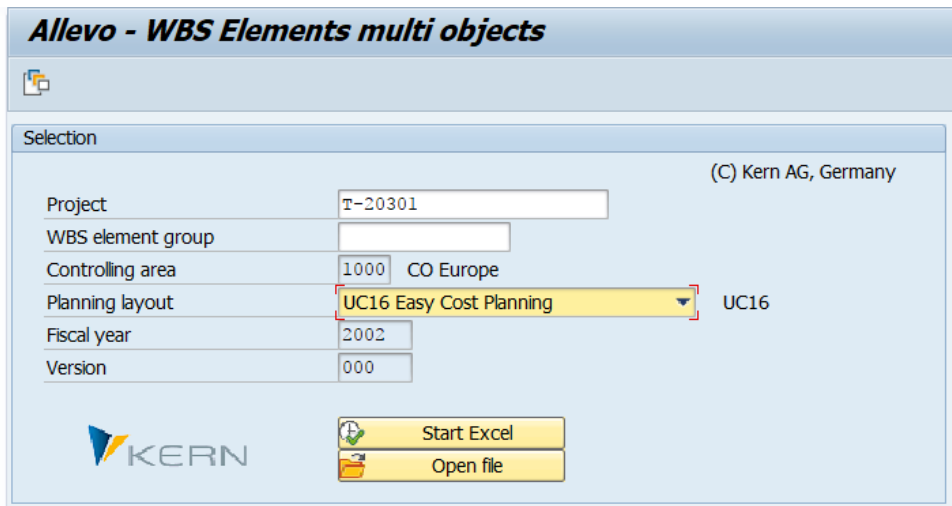 Allevo - WBS Elements multi objects
Selection
(C) Kern AG, Germany
Project T-20301
WBS element group
Controlling area 1000 CO Europe
Planning layout UC16 Easy Cost Planning UC16
Fiscal year 2002
Version 000
KERN
Start Excel
Open file